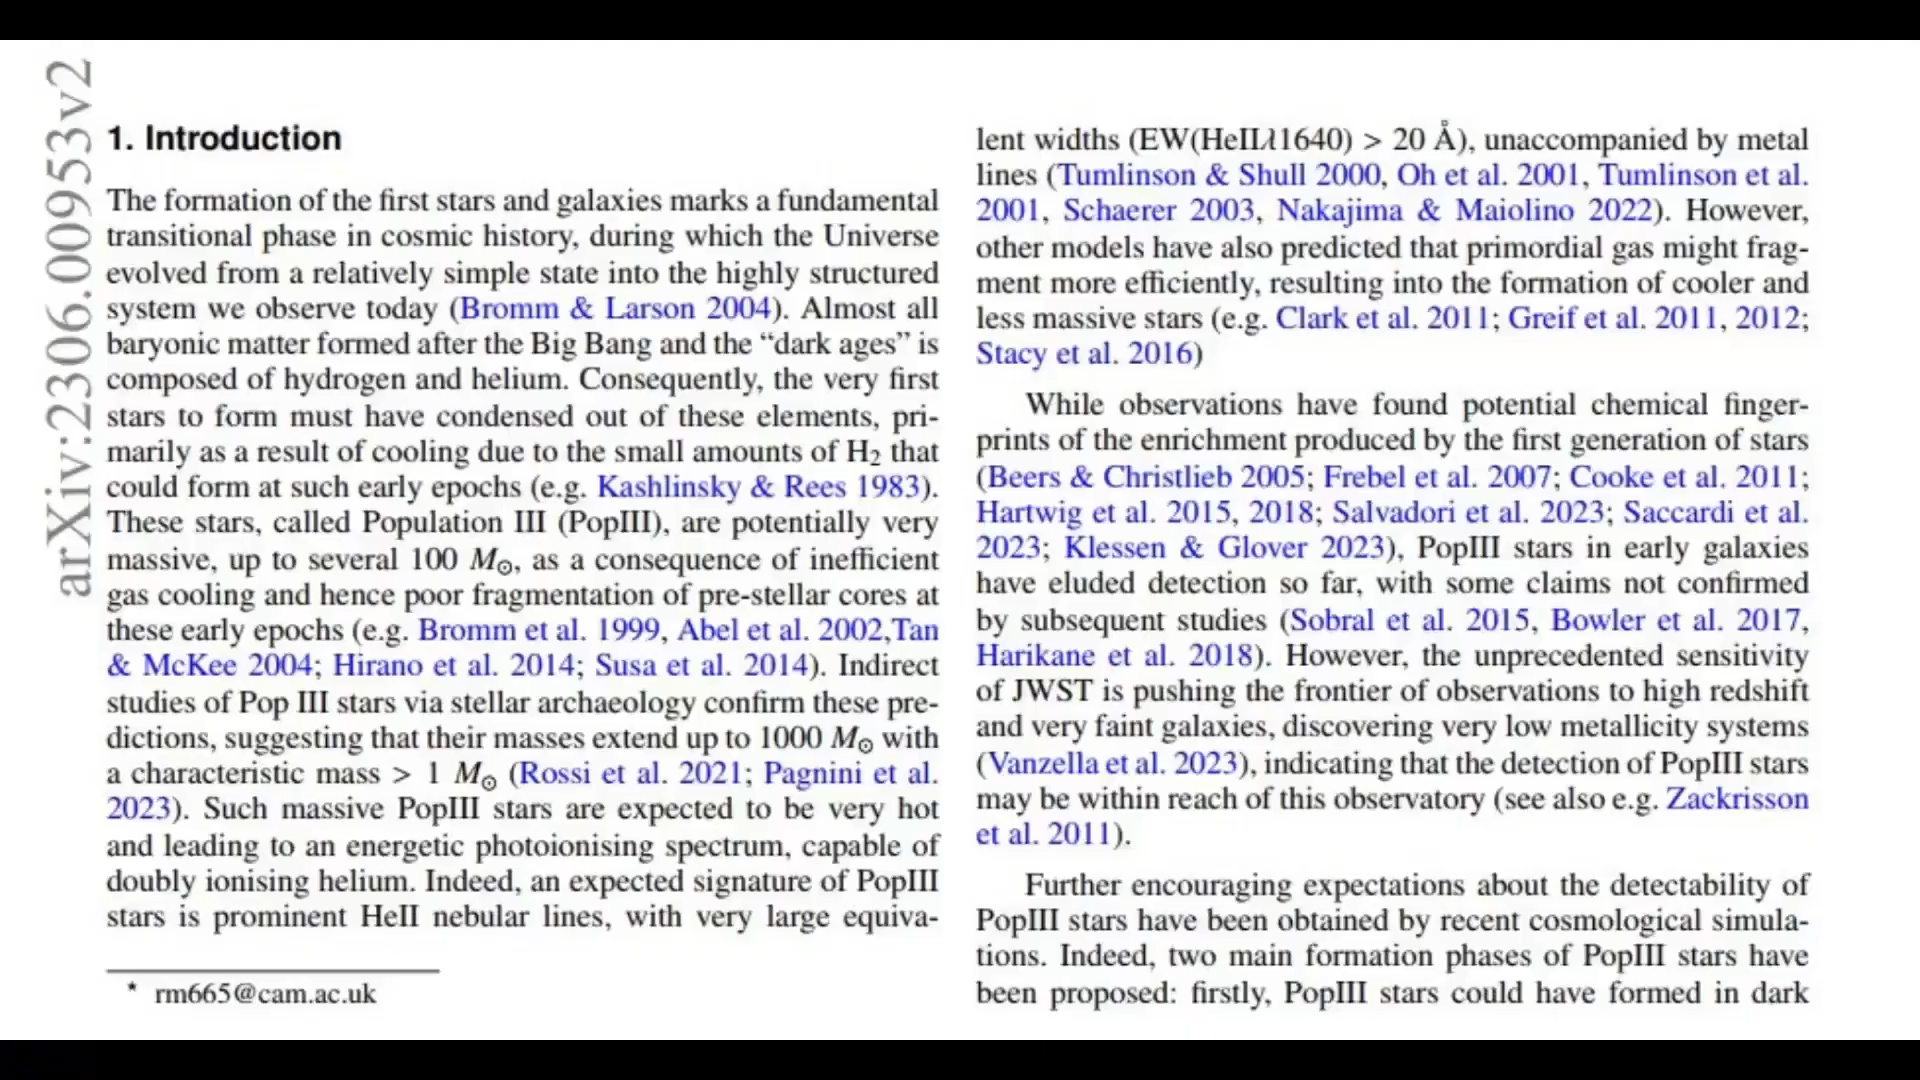 arXiv:2306.00953v2
1. Introduction
The formation of the first stars and galaxies marks a fundamental
transitional phase in cosmic history, during which the Universe
evolved from a relatively simple state into the highly structured
system we observe today (Bromm & Larson 2004). Almost all
baryonic matter formed after the Big Bang and the “dark ages” is
composed of hydrogen and helium. Consequently, the very first
stars to form must have condensed out of these elements, pri-
marily as a result of cooling due to the small amounts of H₂ that
could form at such early epochs (e.g. Kashlinsky & Rees 1983).
These stars, called Population III (PopIII), are potentially very
massive, up to several 100 M⊙, as a consequence of inefficient
gas cooling and hence poor fragmentation of pre-stellar cores at
these early epochs (e.g. Bromm et al. 1999, Abel et al. 2002,Tan
& McKee 2004; Hirano et al. 2014; Susa et al. 2014). Indirect
studies of Pop III stars via stellar archaeology confirm these pre-
dictions, suggesting that their masses extend up to 1000 M⊙ with
a characteristic mass > 1 M⊙ (Rossi et al. 2021; Pagnini et al.
2023). Such massive PopIII stars are expected to be very hot
and leading to an energetic photoionising spectrum, capable of
doubly ionising helium. Indeed, an expected signature of PopIII
stars is prominent HeII nebular lines, with very large equiva-
* rm665@cam.ac.uk
lent widths (EW(HeIIλ1640) > 20 Å), unaccompanied by metal
lines (Tumlinson & Shull 2000, Oh et al. 2001, Tumlinson et al.
2001, Schaerer 2003, Nakajima & Maiolino 2022). However,
other models have also predicted that primordial gas might frag-
ment more efficiently, resulting into the formation of cooler and
less massive stars (e.g. Clark et al. 2011; Greif et al. 2011, 2012;
Stacy et al. 2016)
While observations have found potential chemical finger-
prints of the enrichment produced by the first generation of stars
(Beers & Christlieb 2005; Frebel et al. 2007; Cooke et al. 2011;
Hartwig et al. 2015, 2018; Salvadori et al. 2023; Saccardi et al.
2023; Klessen & Glover 2023), PopIII stars in early galaxies
have eluded detection so far, with some claims not confirmed
by subsequent studies (Sobral et al. 2015, Bowler et al. 2017,
Harikane et al. 2018). However, the unprecedented sensitivity
of JWST is pushing the frontier of observations to high redshift
and very faint galaxies, discovering very low metallicity systems
(Vanzella et al. 2023), indicating that the detection of PopIII stars
may be within reach of this observatory (see also e.g. Zackrisson
et al. 2011).
Further encouraging expectations about the detectability of
PopIII stars have been obtained by recent cosmological simula-
tions. Indeed, two main formation phases of PopIII stars have
been proposed: firstly, PopIII stars could have formed in dark